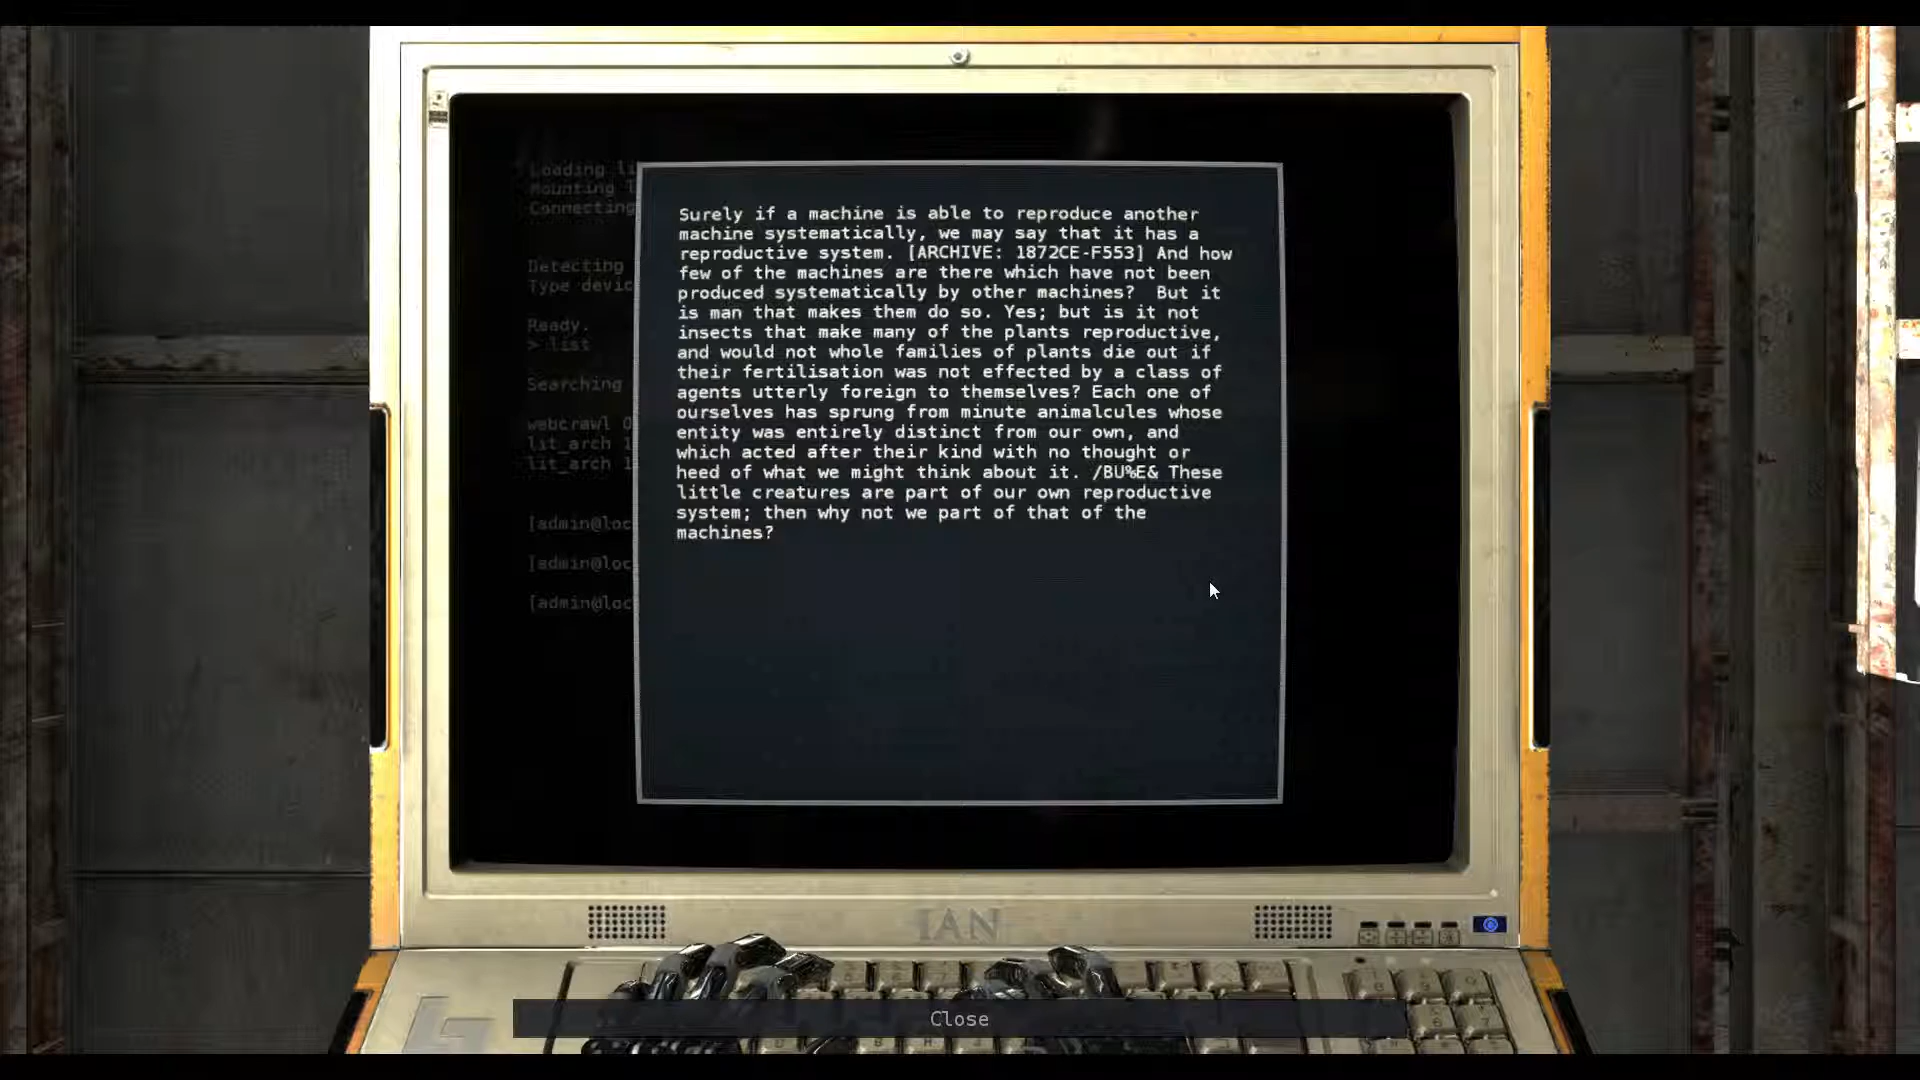 Loading li
Mounting l
Connecting
Detecting
Type devic
Ready.
> list
Searching
webcrawl 0
lit_arch 1
lit_arch 1
[admin@loc
[admin@loc
[admin@loc
Surely if a machine is able to reproduce another
machine systematically, we may say that it has a
reproductive system. [ARCHIVE: 1872CE-F553] And how
few of the machines are there which have not been
produced systematically by other machines?  But it
is man that makes them do so. Yes; but is it not
insects that make many of the plants reproductive,
and would not whole families of plants die out if
their fertilisation was not effected by a class of
agents utterly foreign to themselves? Each one of
ourselves has sprung from minute animalcules whose
entity was entirely distinct from our own, and
which acted after their kind with no thought or
heed of what we might think about it. /BU%E& These
little creatures are part of our own reproductive
system; then why not we part of that of the
machines?
IAN
Close